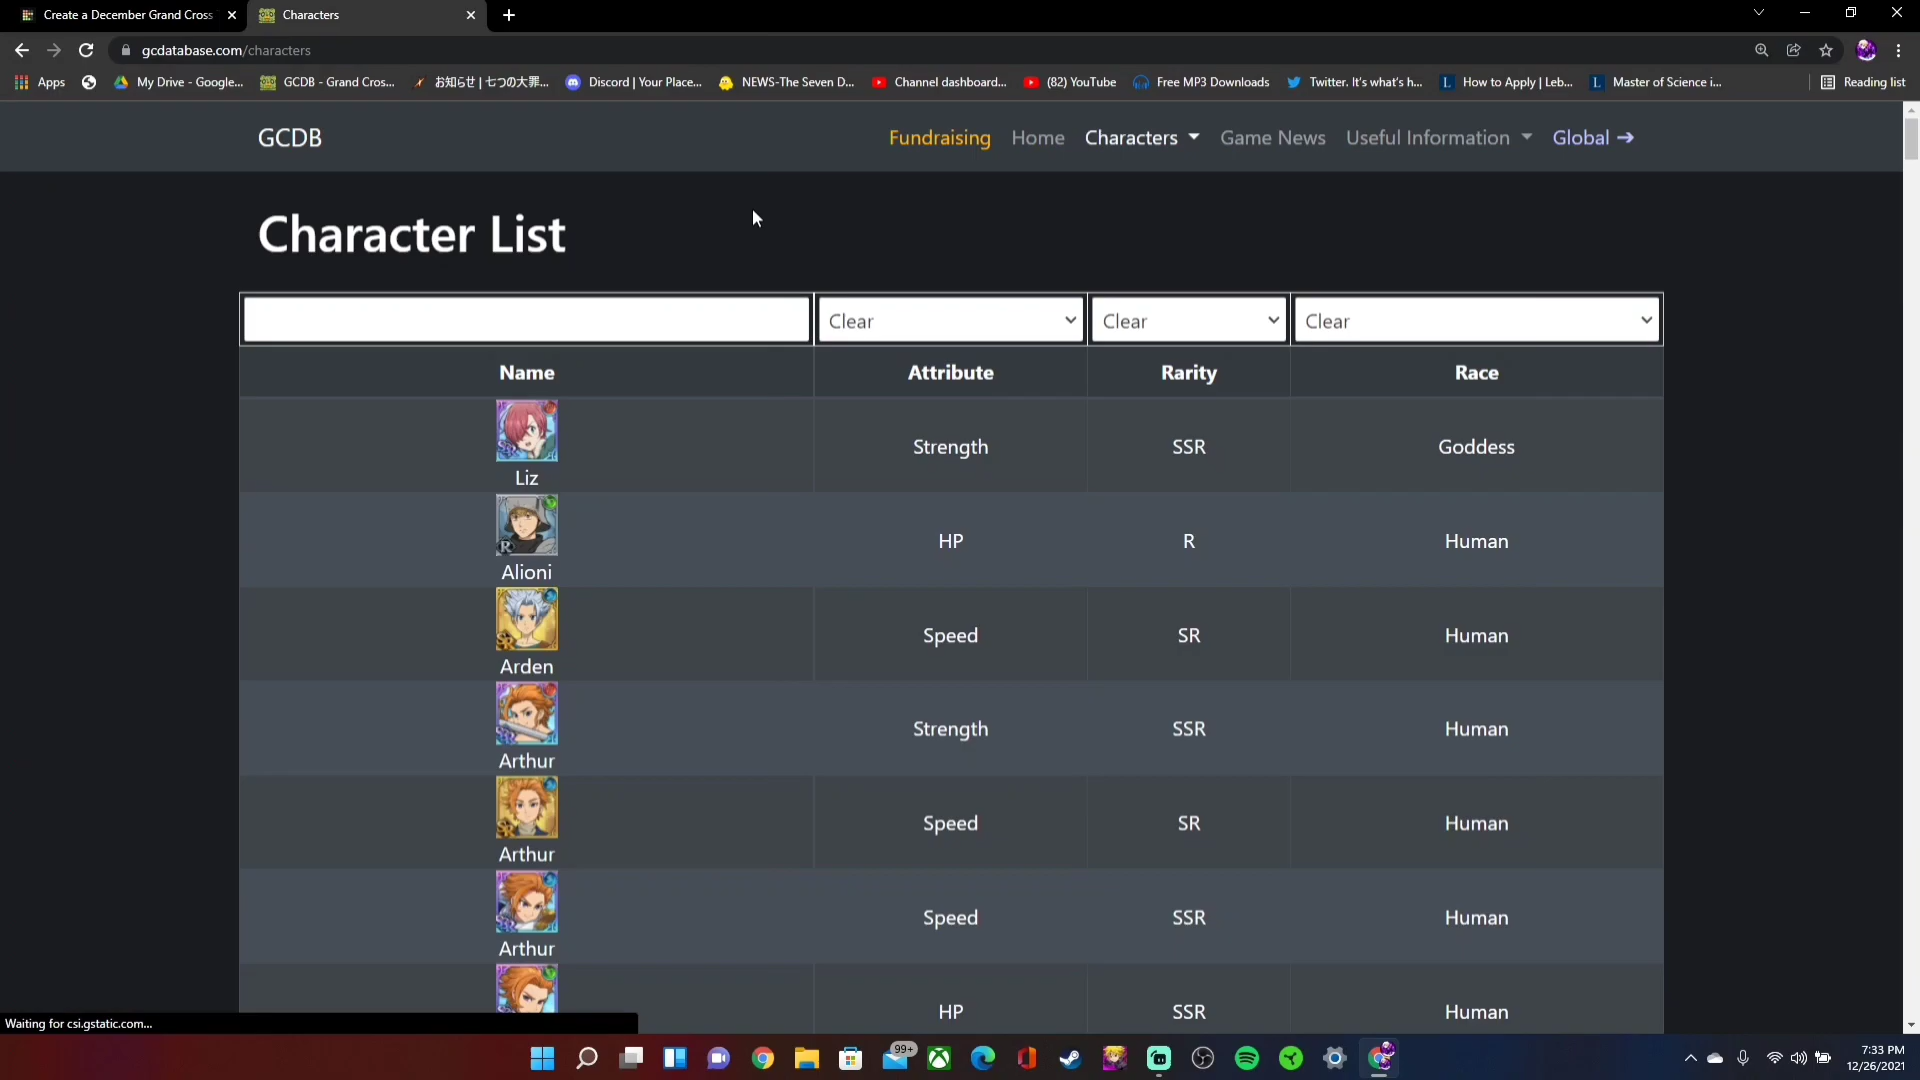 Create a December Grand Cross
Characters
gcdatabase.com/characters
Apps
My Drive - Google...
GCDB - Grand Cros...
お知らせ | 七つの大罪...
Discord | Your Place...
NEWS-The Seven D...
Channel dashboard...
(82) YouTube
Free MP3 Downloads
Twitter. It's what's h...
How to Apply | Leb...
Master of Science i...
Reading list
GCDB
Fundraising
Home
Characters
Game News
Useful Information
Global →
Character List
Clear
Clear
Clear
Name
Attribute
Rarity
Race
Liz
Strength
SSR
Goddess
R
Alioni
HP
R
Human
Arden
Speed
SR
Human
Arthur
Strength
SSR
Human
Arthur
Speed
SR
Human
Arthur
Speed
SSR
Human
HP
SSR
Human
Waiting for csi.gstatic.com...
99+
7:33 PM
12/26/2021